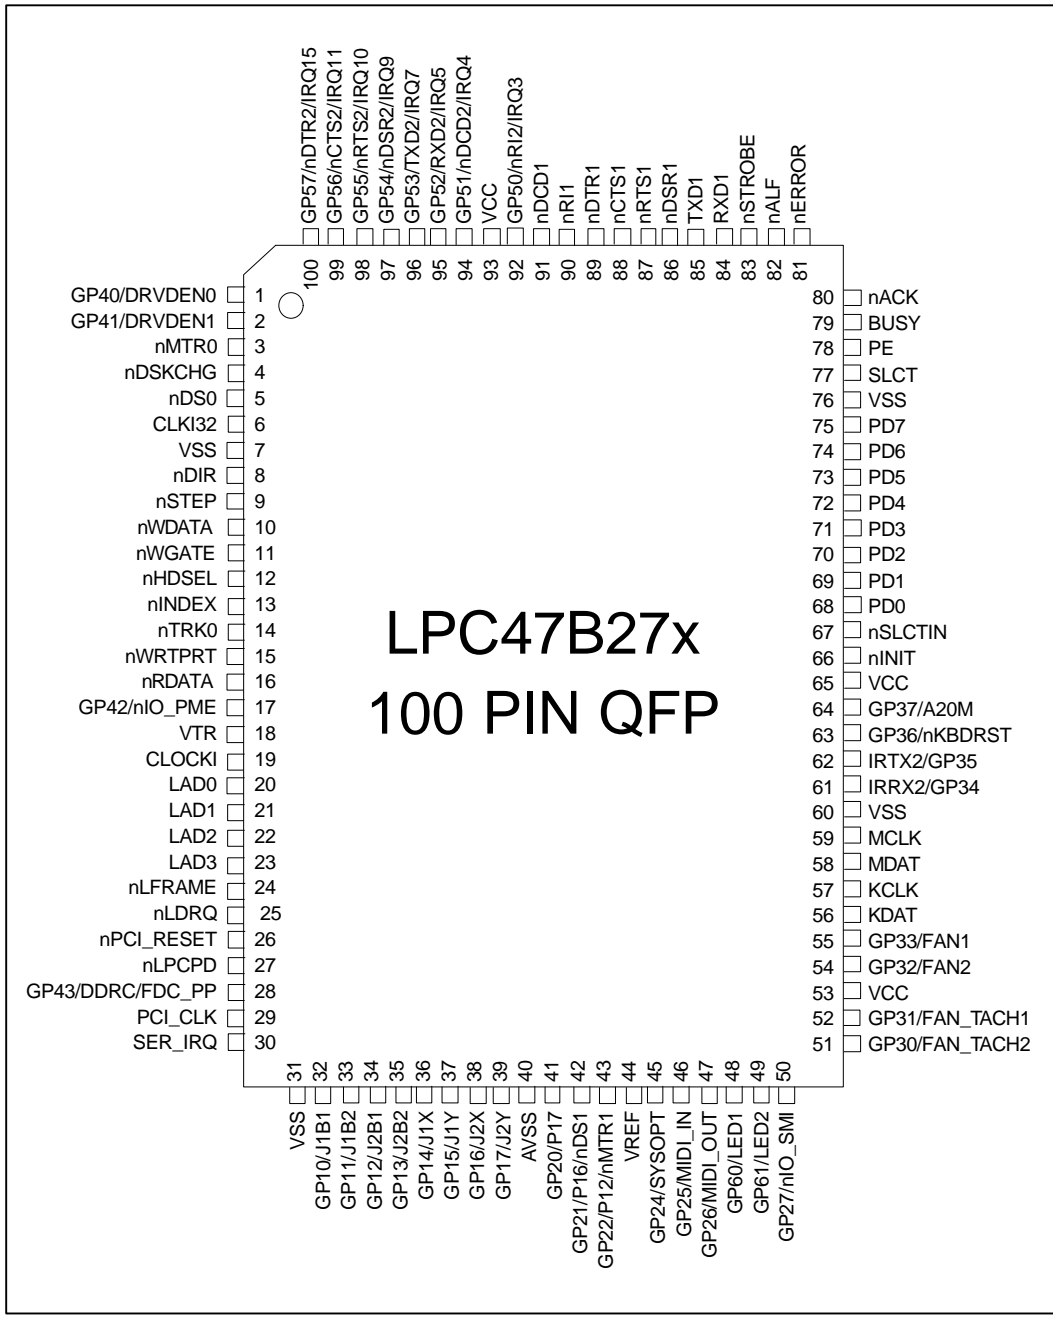 GP57/nDTR2/IRQ15
GP56/nCTS2/IRQ11
GP55/nRTS2/IRQ10
GP54/nDSR2/IRQ9
GP53/TXD2/IRQ7
GP52/RXD2/IRQ5
GP51/nDCD2/IRQ4
VCC
GP50/nRI2/IRQ3
nDCD1
nRI1
nDTR1
nCTS1
nRTS1
nDSR1
TXD1
RXD1
nSTROBE
nALF
nERROR
100
99
98
97
96
95
94
93
92
91
90
89
88
87
86
85
84
83
82
81
GP40/DRVDEN0 1
GP41/DRVDEN1 2
nMTR0 3
nDSKCHG 4
nDS0 5
CLKI32 6
VSS 7
nDIR 8
nSTEP 9
nWDATA 10
nWGATE 11
nHDSEL 12
nINDEX 13
nTRK0 14
nWRTPRT 15
nRDATA 16
GP42/nIO_PME 17
VTR 18
CLOCKI 19
LAD0 20
LAD1 21
LAD2 22
LAD3 23
nLFRAME 24
nLDRQ 25
nPCI_RESET 26
nLPCPD 27
GP43/DDRC/FDC_PP 28
PCI_CLK 29
SER_IRQ 30
LPC47B27x
100 PIN QFP
80 nACK
79 BUSY
78 PE
77 SLCT
76 VSS
75 PD7
74 PD6
73 PD5
72 PD4
71 PD3
70 PD2
69 PD1
68 PD0
67 nSLCTIN
66 nINIT
65 VCC
64 GP37/A20M
63 GP36/nKBDRST
62 IRTX2/GP35
61 IRRX2/GP34
60 VSS
59 MCLK
58 MDAT
57 KCLK
56 KDAT
55 GP33/FAN1
54 GP32/FAN2
53 VCC
52 GP31/FAN_TACH1
51 GP30/FAN_TACH2
31
32
33
34
35
36
37
38
39
40
41
42
43
44
45
46
47
48
49
50
VSS
GP10/J1B1
GP11/J1B2
GP12/J2B1
GP13/J2B2
GP14/J1X
GP15/J1Y
GP16/J2X
GP17/J2Y
AVSS
GP20/P17
GP21/P16/nDS1
GP22/P12/nMTR1
VREF
GP24/SYSOPT
GP25/MIDI_IN
GP26/MIDI_OUT
GP60/LED1
GP61/LED2
GP27/nIO_SMI